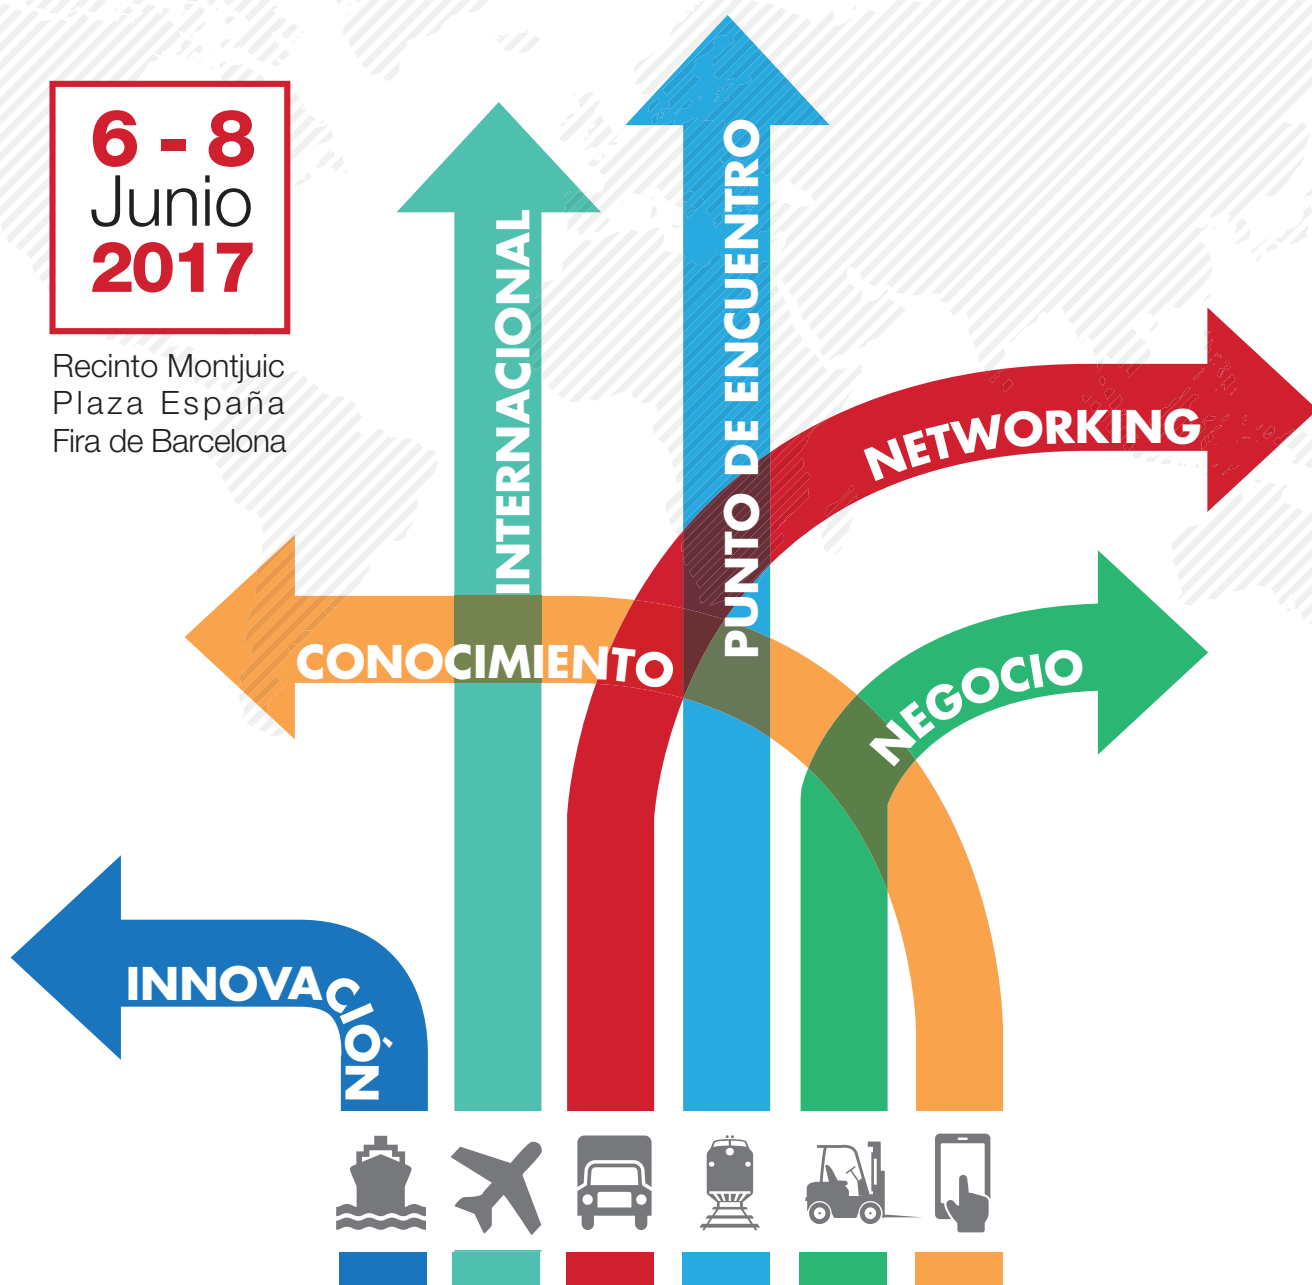 6 - 8
Junio
2017
Recinto Montjuic
Plaza España
Fira de Barcelona
INTERNACIONAL
PUNTO DE ENCUENTRO
NETWORKING
CONOCIMIENTO
NEGOCIO
INNOVACIÓN